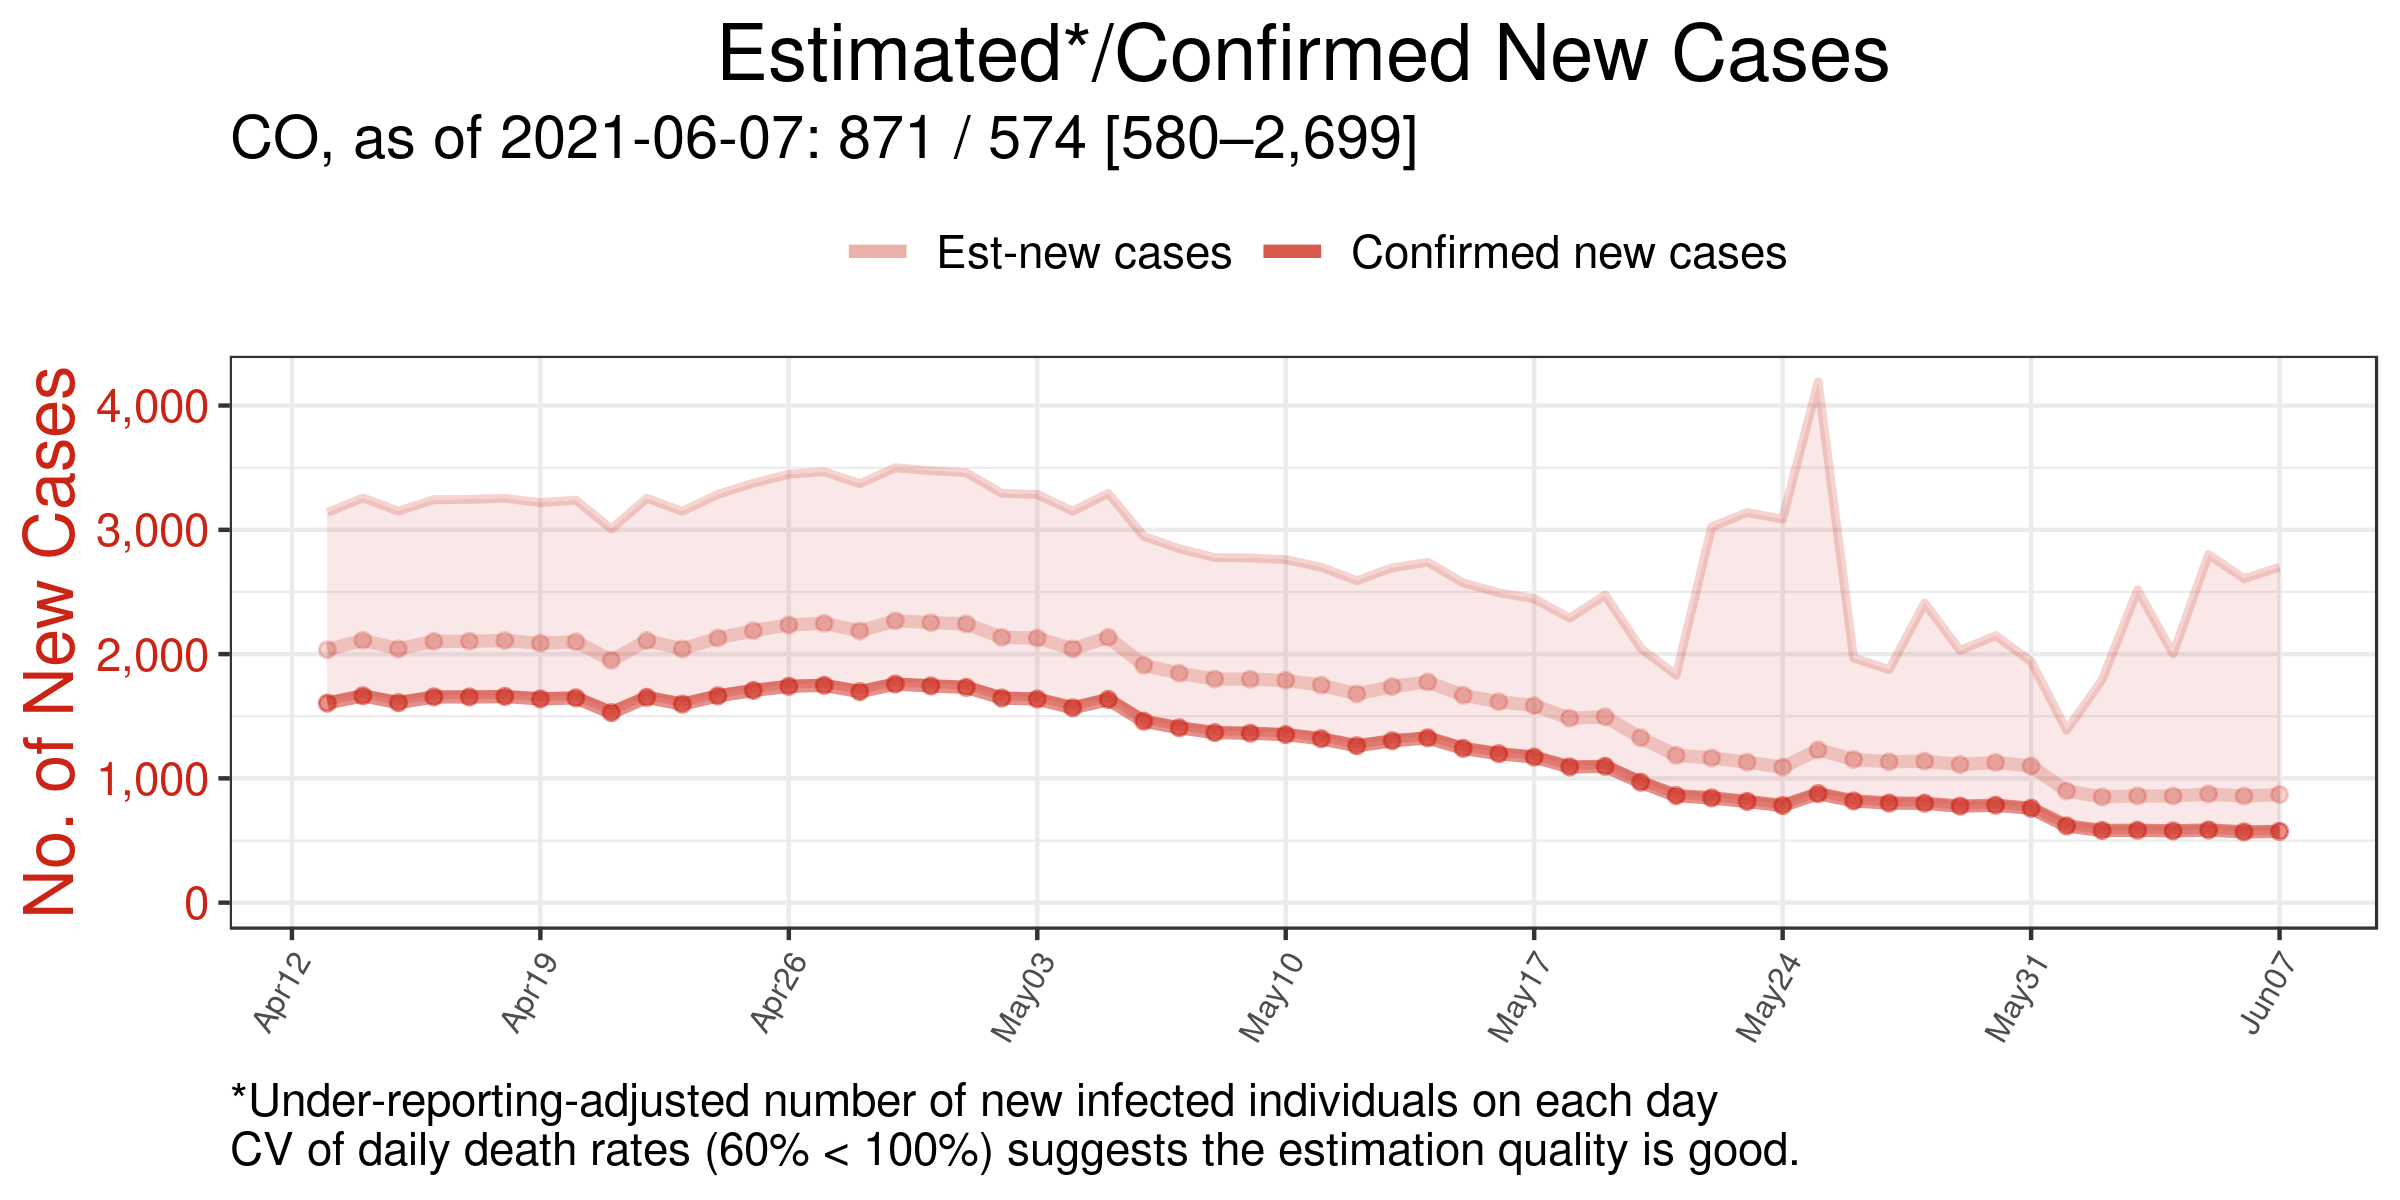 Estimated*/Confirmed New Cases
CO, as of 2021-06-07: 871 / 574 [580–2,699]
Est-new cases Confirmed new cases
No. of New Cases
4,000
3,000
2,000
1,000
0
Apr12 Apr19 Apr26 May03 May10 May17 May24 May31 Jun07
*Under-reporting-adjusted number of new infected individuals on each day
CV of daily death rates (60% < 100%) suggests the estimation quality is good.